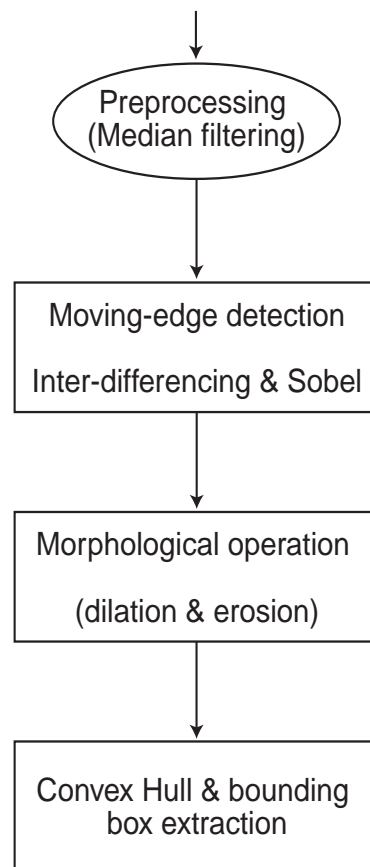 Preprocessing
(Median filtering)
Moving-edge detection
Inter-differencing & Sobel
Morphological operation
(dilation & erosion)
Convex Hull & bounding
box extraction